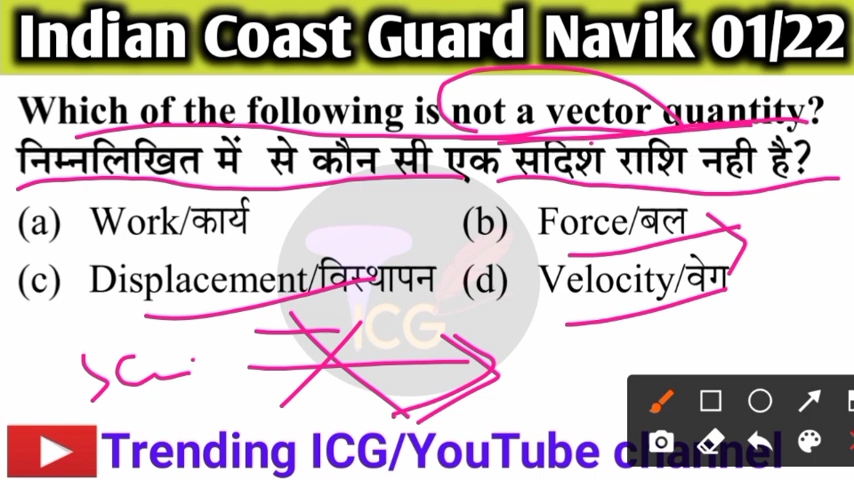 Indian Coast Guard Navik 01/22
Which of the following is not a vector quantity?
निम्नलिखित में से कौन सी एक सदिश राशि नही है?
(a) Work/कार्य (b) Force/बल
(c) Displacement/विस्थापन (d) Velocity/वेग
ICG
Trending ICG/YouTube channel